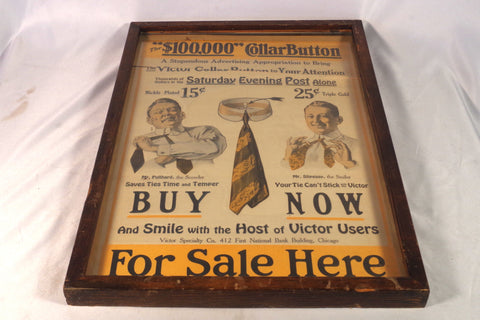 The "$100,000" Collar Button
A Stupendous Advertising Appropriation to Bring
the Victor Collar Button to Your Attention
Thousands of Dollars in the Saturday Evening Post Alone
Nickle Plated 15¢
25¢ Triple Gold
Mr. Pullhard, the Scowler
Mr. Slipeasy, the Smiler
Saves Ties Time and Temper
Your Tie Can't Stick to Victor
BUY NOW
And Smile with the Host of Victor Users
Victor Specialty Co. 412 First National Bank Building, Chicago
For Sale Here